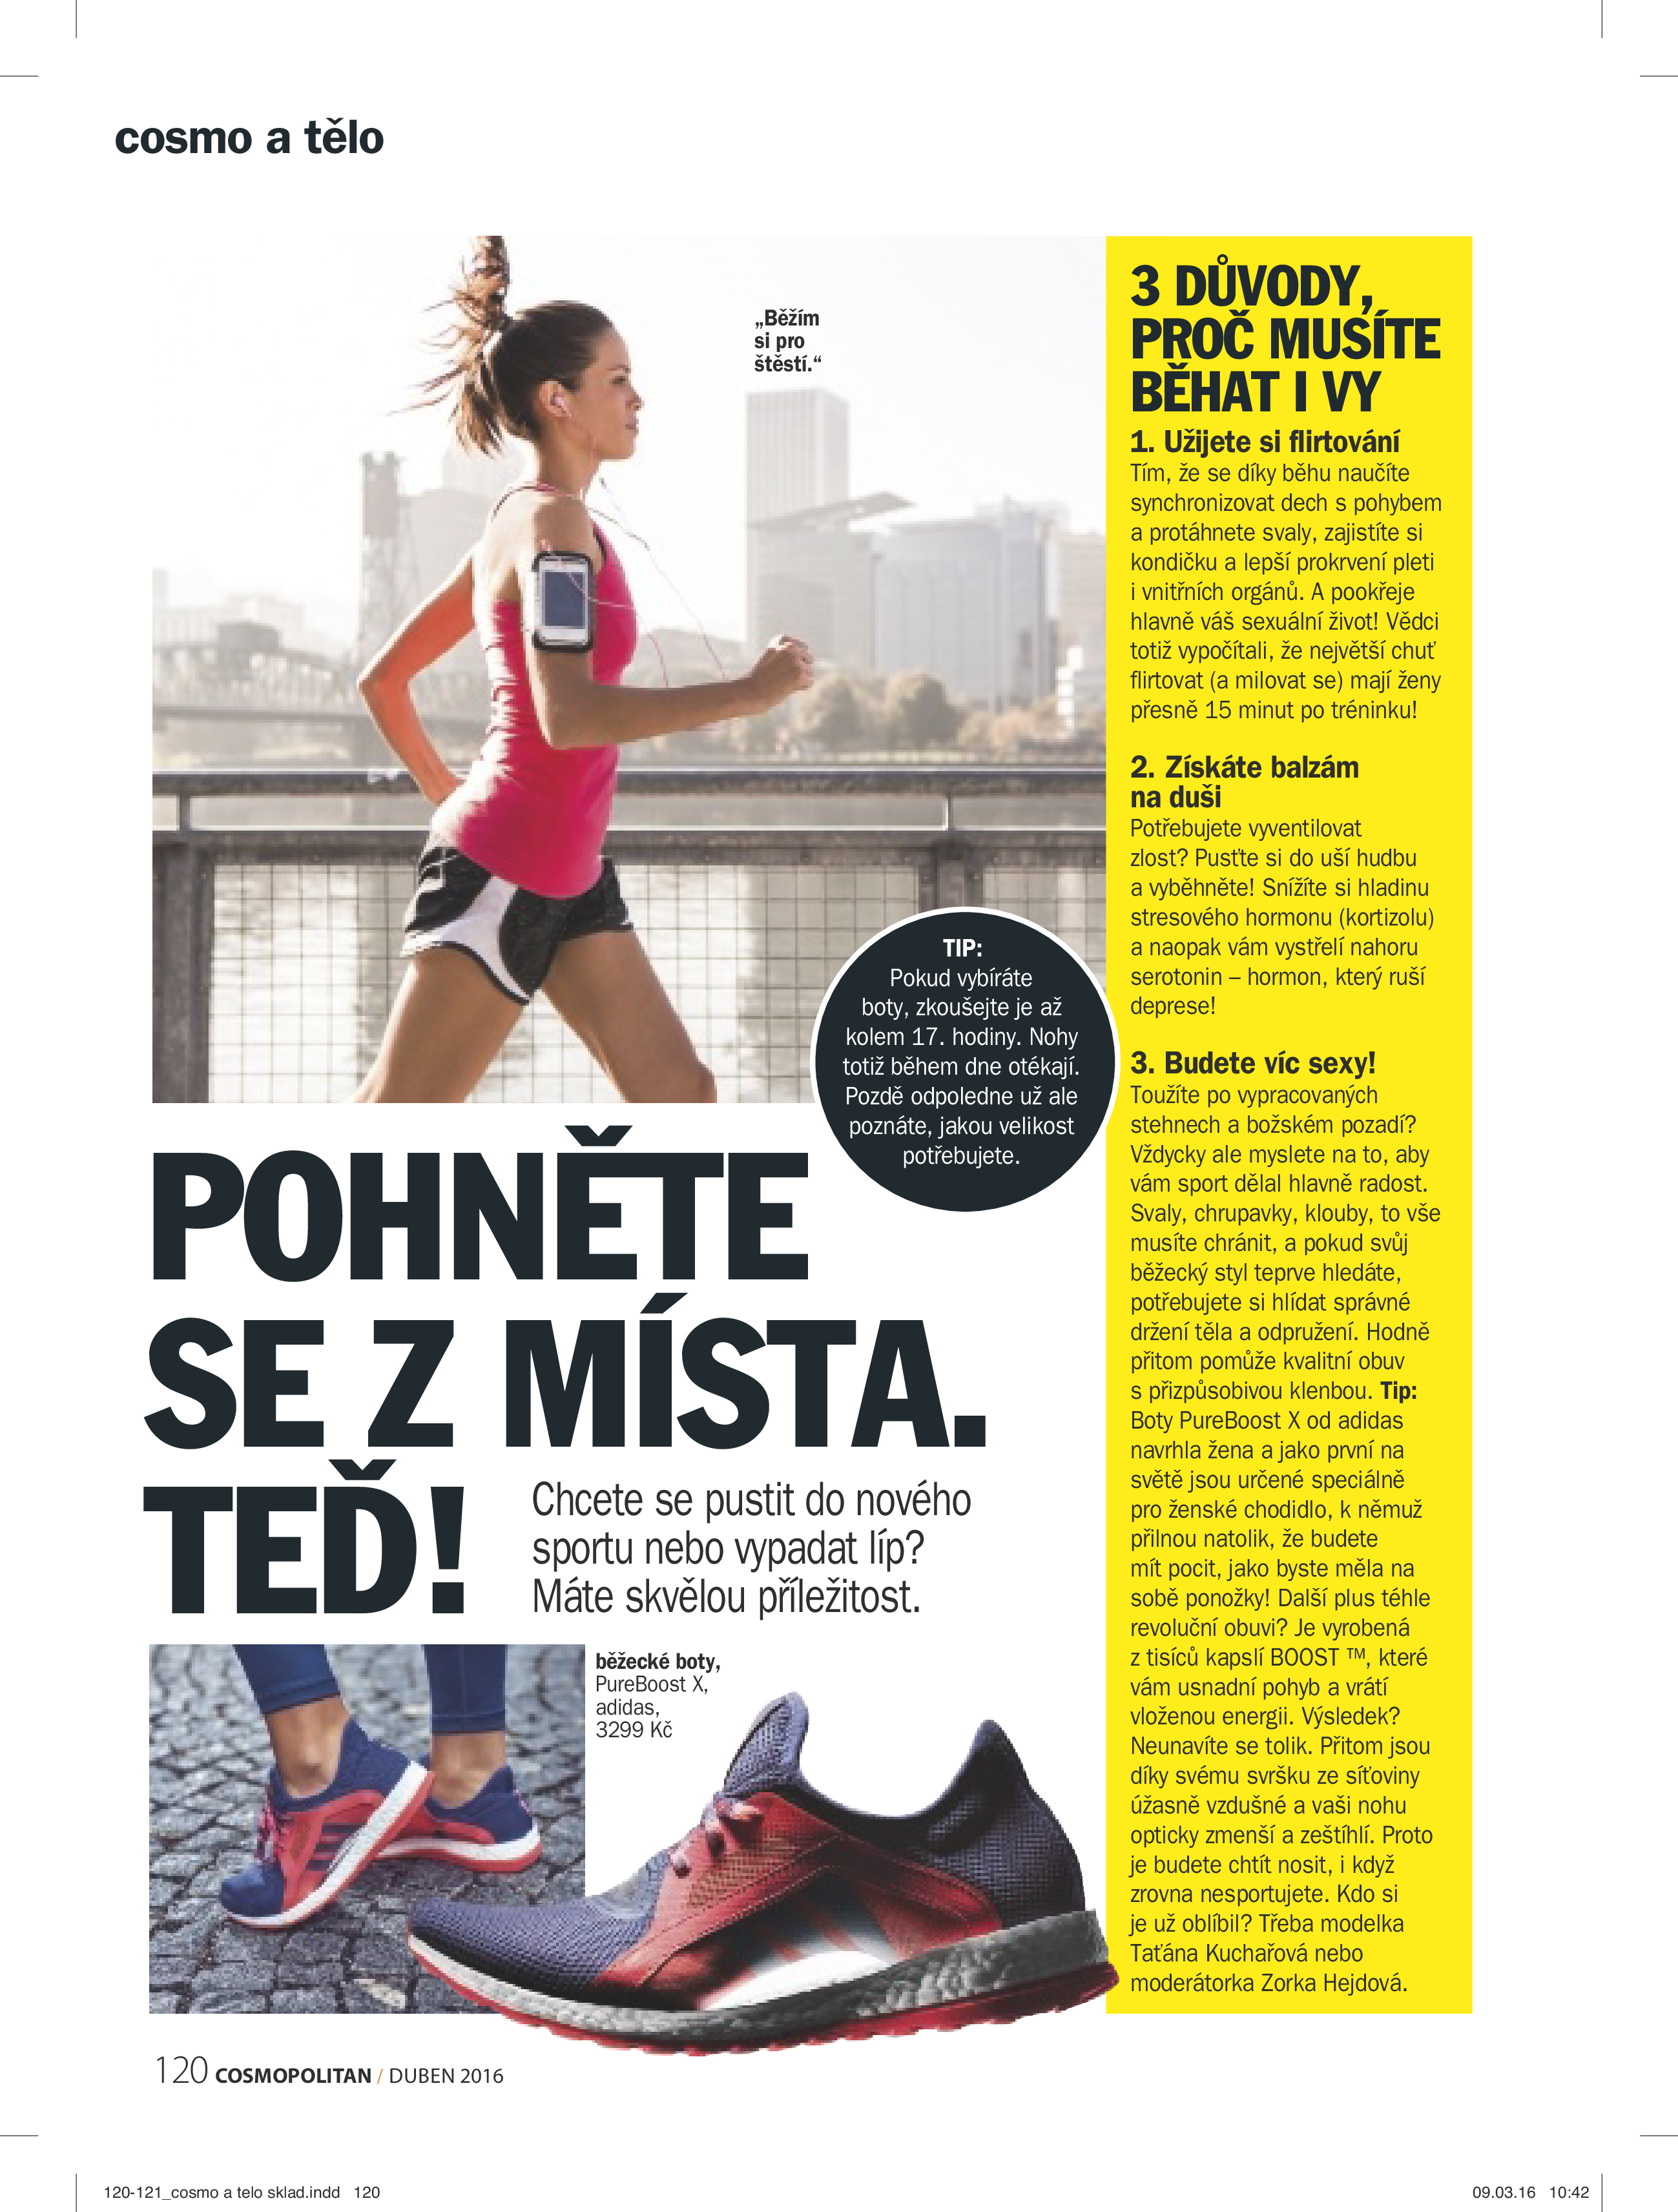 cosmo a tělo
„Běžím
si pro
štěstí.“
TIP:
Pokud vybíráte
boty, zkoušejte je až
kolem 17. hodiny. Nohy
totiž během dne otékají.
Pozdě odpoledne už ale
poznáte, jakou velikost
potřebujete.
POHNĚTE
SE Z MÍSTA.
TEĎ!
Chcete se pustit do nového
sportu nebo vypadat líp?
Máte skvělou příležitost.
běžecké boty,
PureBoost X,
adidas,
3299 Kč
3 DŮVODY,
PROČ MUSÍTE
BĚHAT I VY
1. Užijete si flirtování
Tím, že se díky běhu naučíte
synchronizovat dech s pohybem
a protáhnete svaly, zajistíte si
kondičku a lepší prokrvení pleti
i vnitřních orgánů. A pookřeje
hlavně váš sexuální život! Vědci
totiž vypočítali, že největší chuť
flirtovat (a milovat se) mají ženy
přesně 15 minut po tréninku!
2. Získáte balzám
na duši
Potřebujete vyventilovat
zlost? Pusťte si do uší hudbu
a vyběhněte! Snížíte si hladinu
stresového hormonu (kortizolu)
a naopak vám vystřelí nahoru
serotonin – hormon, který ruší
deprese!
3. Budete víc sexy!
Toužíte po vypracovaných
stehnech a božském pozadí?
Vždycky ale myslete na to, aby
vám sport dělal hlavně radost.
Svaly, chrupavky, klouby, to vše
musíte chránit, a pokud svůj
běžecký styl teprve hledáte,
potřebujete si hlídat správné
držení těla a odpružení. Hodně
přitom pomůže kvalitní obuv
s přizpůsobivou klenbou. Tip:
Boty PureBoost X od adidas
navrhla žena a jako první na
světě jsou určené speciálně
pro ženské chodidlo, k němuž
přilnou natolik, že budete
mít pocit, jako byste měla na
sobě ponožky! Další plus téhle
revoluční obuvi? Je vyrobená
z tisíců kapslí BOOST ™, které
vám usnadní pohyb a vrátí
vloženou energii. Výsledek?
Neunavíte se tolik. Přitom jsou
díky svému svršku ze síťoviny
úžasně vzdušné a vaši nohu
opticky zmenší a zeštíhlí. Proto
je budete chtít nosit, i když
zrovna nesportujete. Kdo si
je už oblíbil? Třeba modelka
Taťána Kuchařová nebo
moderátorka Zorka Hejdová.
120 COSMOPOLITAN / DUBEN 2016
120-121_cosmo a telo sklad.indd 120
09.03.16 10:42